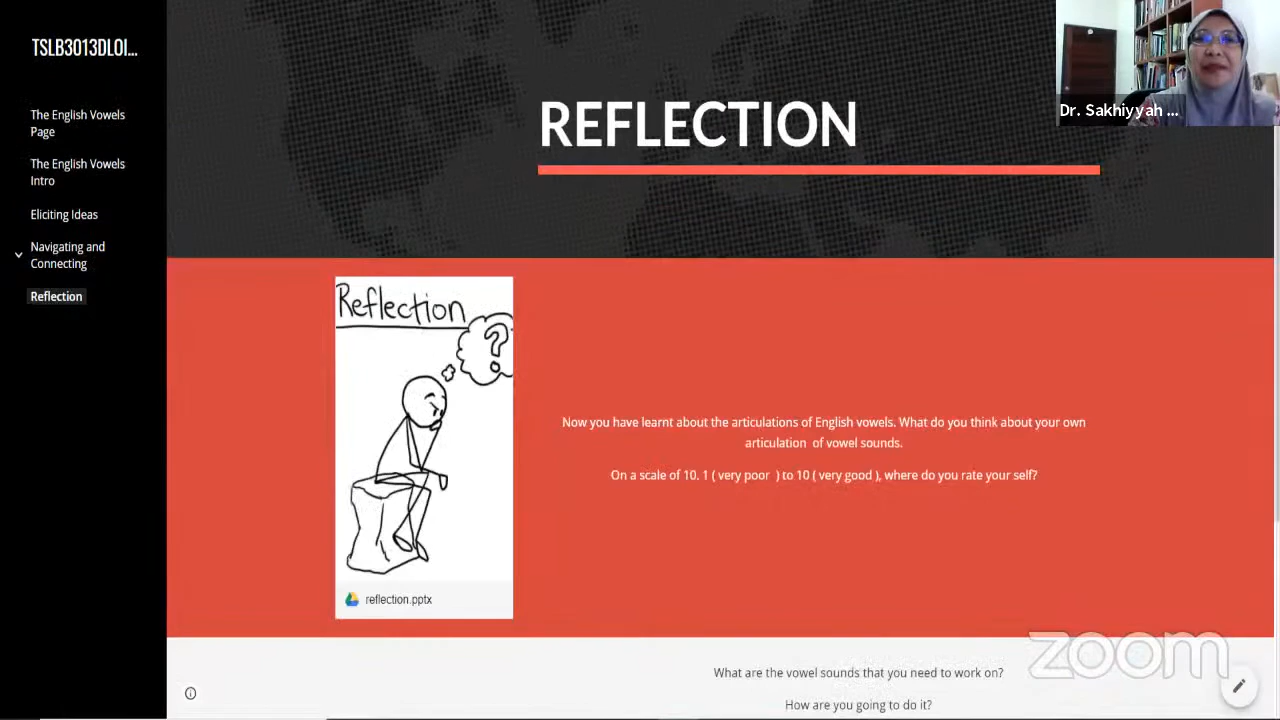 TSLB3013DLOI...
The English Vowels
Page
The English Vowels
Intro
Eliciting Ideas
Navigating and
Connecting
Reflection
REFLECTION
Dr. Sakhiyyah ...
Reflection
?
reflection.pptx
Now you have learnt about the articulations of English vowels. What do you think about your own
articulation of vowel sounds.
On a scale of 10. 1 ( very poor ) to 10 ( very good ), where do you rate your self?
What are the vowel sounds that you need to work on?
How are you going to do it?
zoom